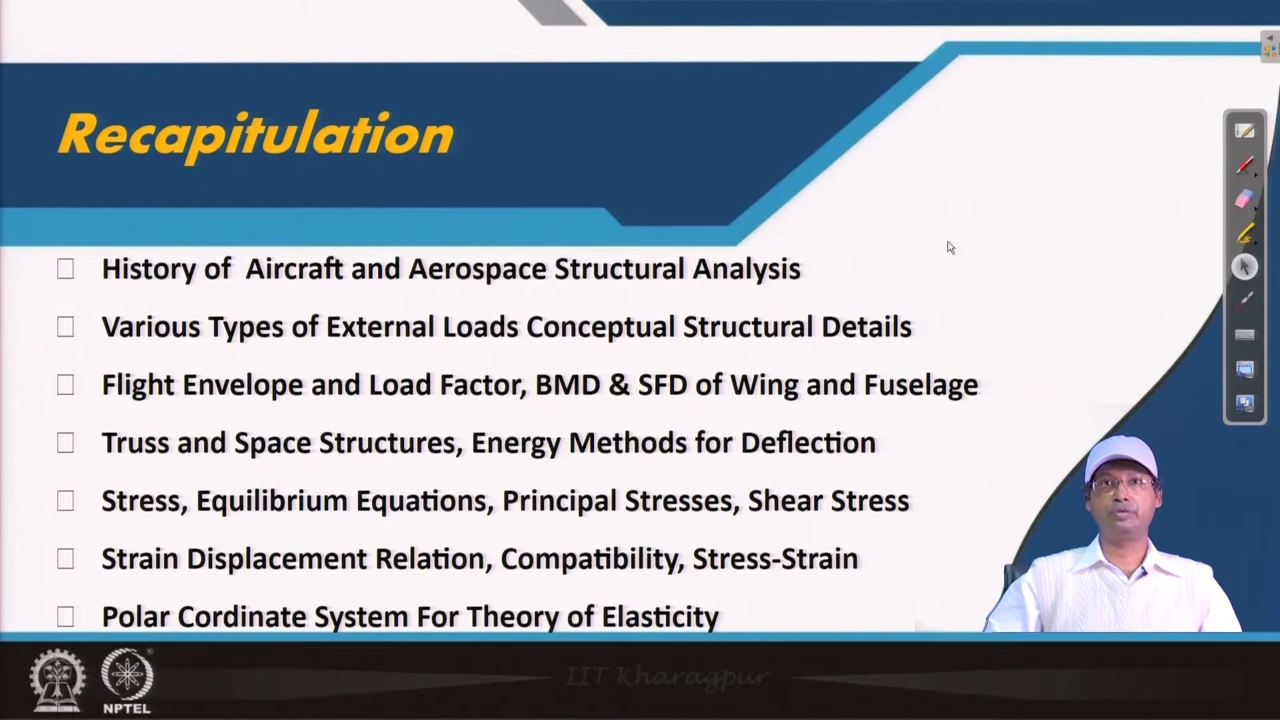 Recapitulation
History of Aircraft and Aerospace Structural Analysis
Various Types of External Loads Conceptual Structural Details
Flight Envelope and Load Factor, BMD & SFD of Wing and Fuselage
Truss and Space Structures, Energy Methods for Deflection
Stress, Equilibrium Equations, Principal Stresses, Shear Stress
Strain Displacement Relation, Compatibility, Stress-Strain
Polar Cordinate System For Theory of Elasticity
IIT Kharagpur
NPTEL